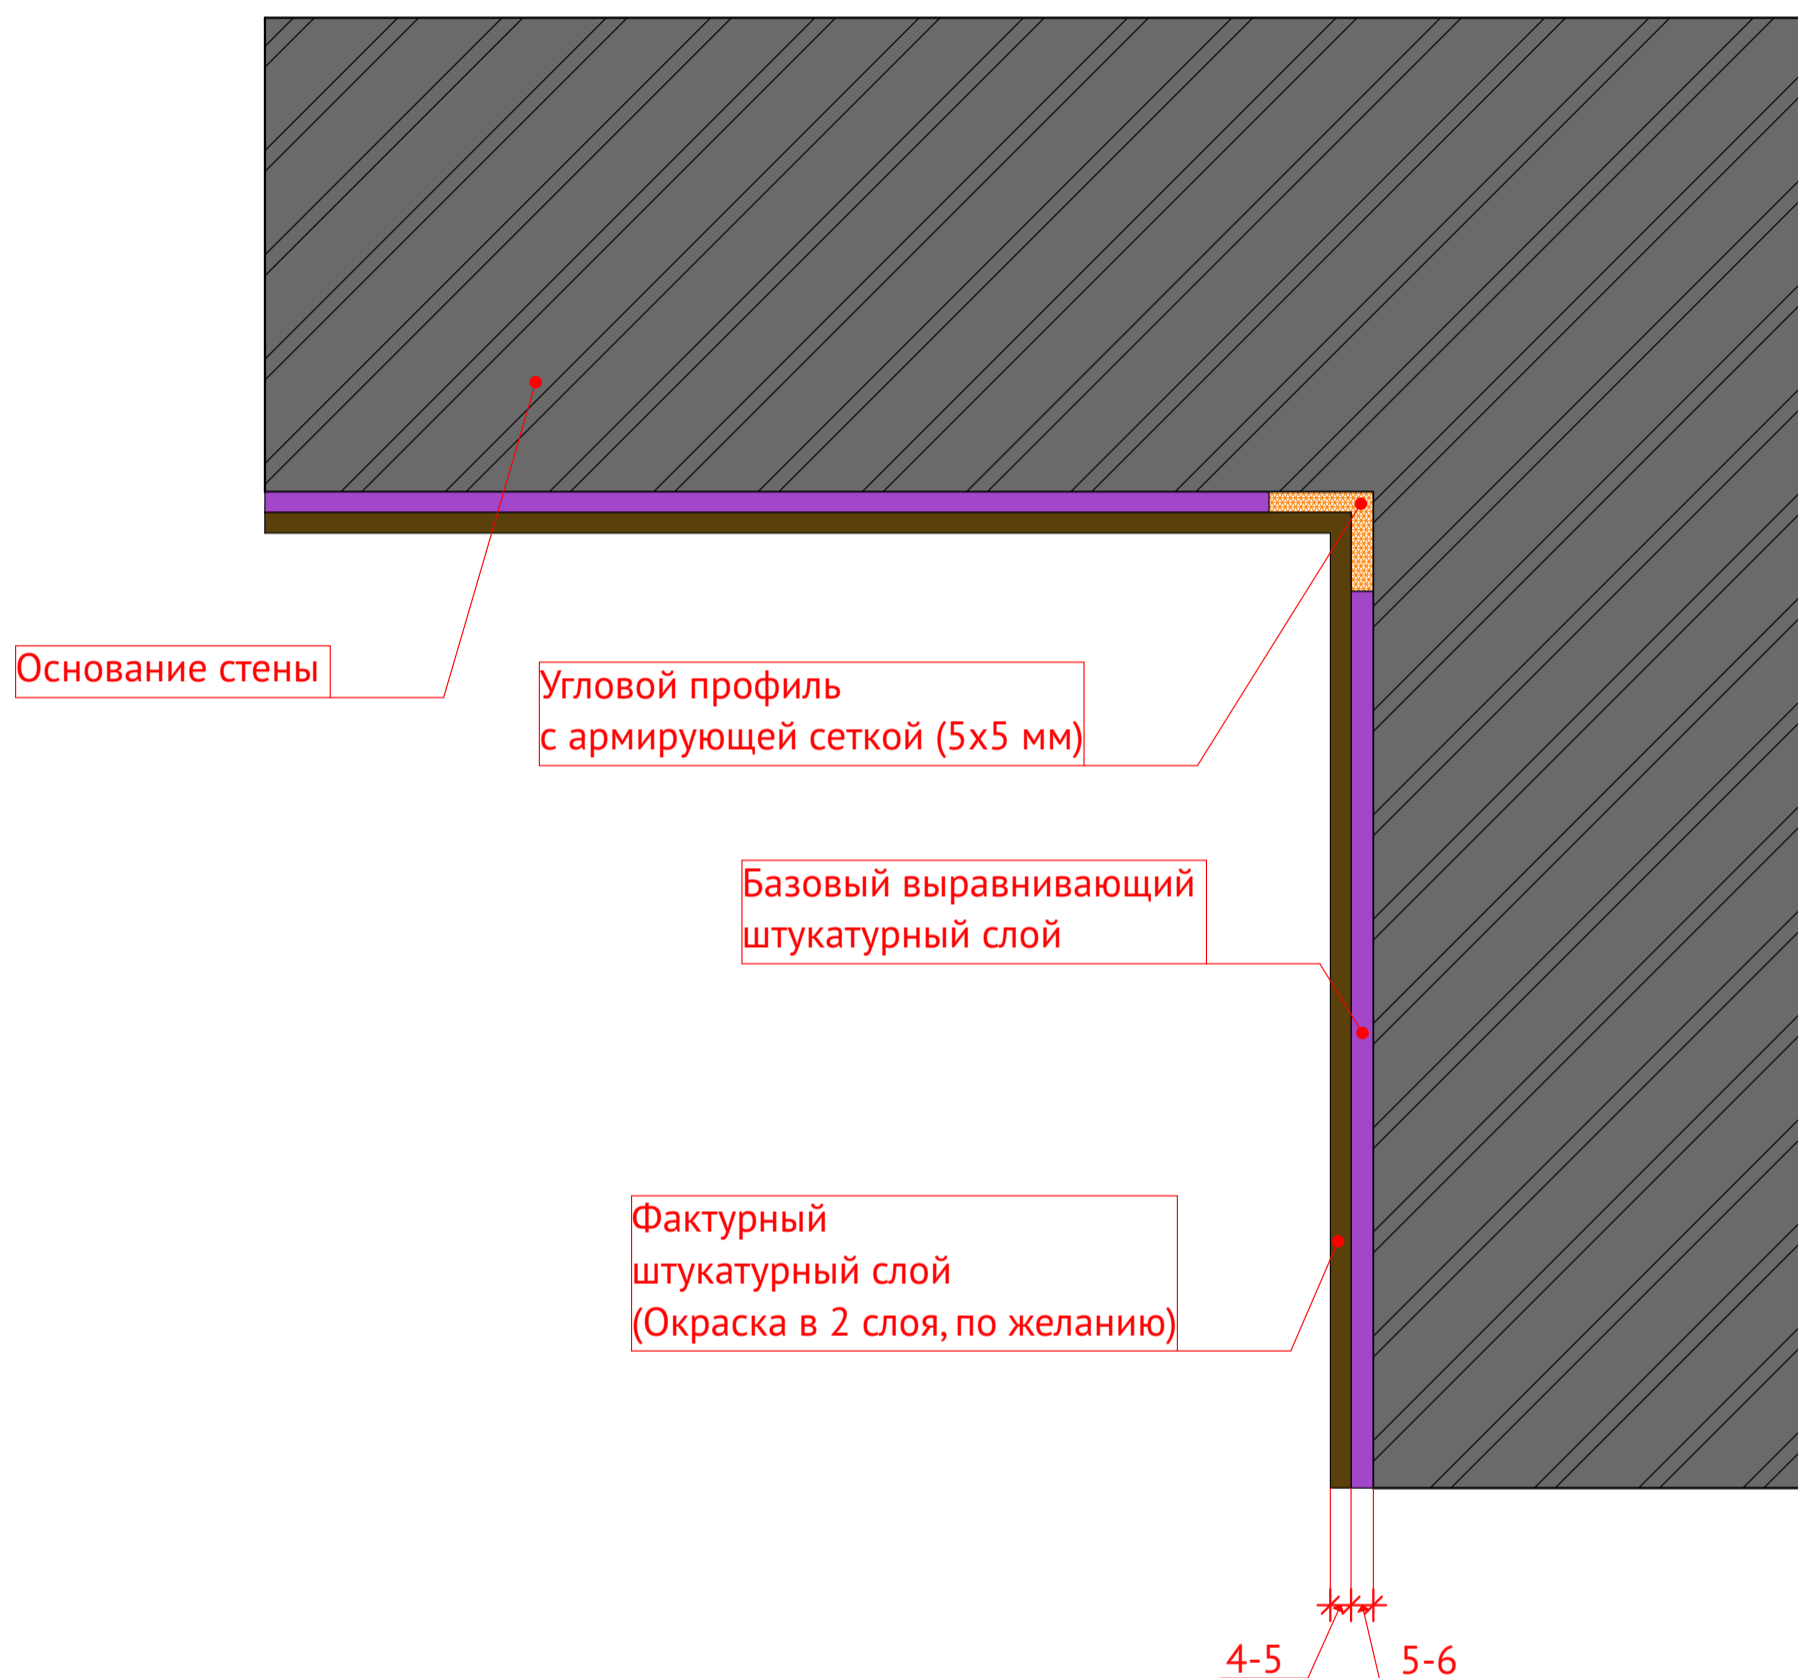 Основание стены
Угловой профиль
с армирующей сеткой (5х5 мм)
Базовый выравнивающий
штукатурный слой
Фактурный
штукатурный слой
(Окраска в 2 слоя, по желанию)
4-5
5-6